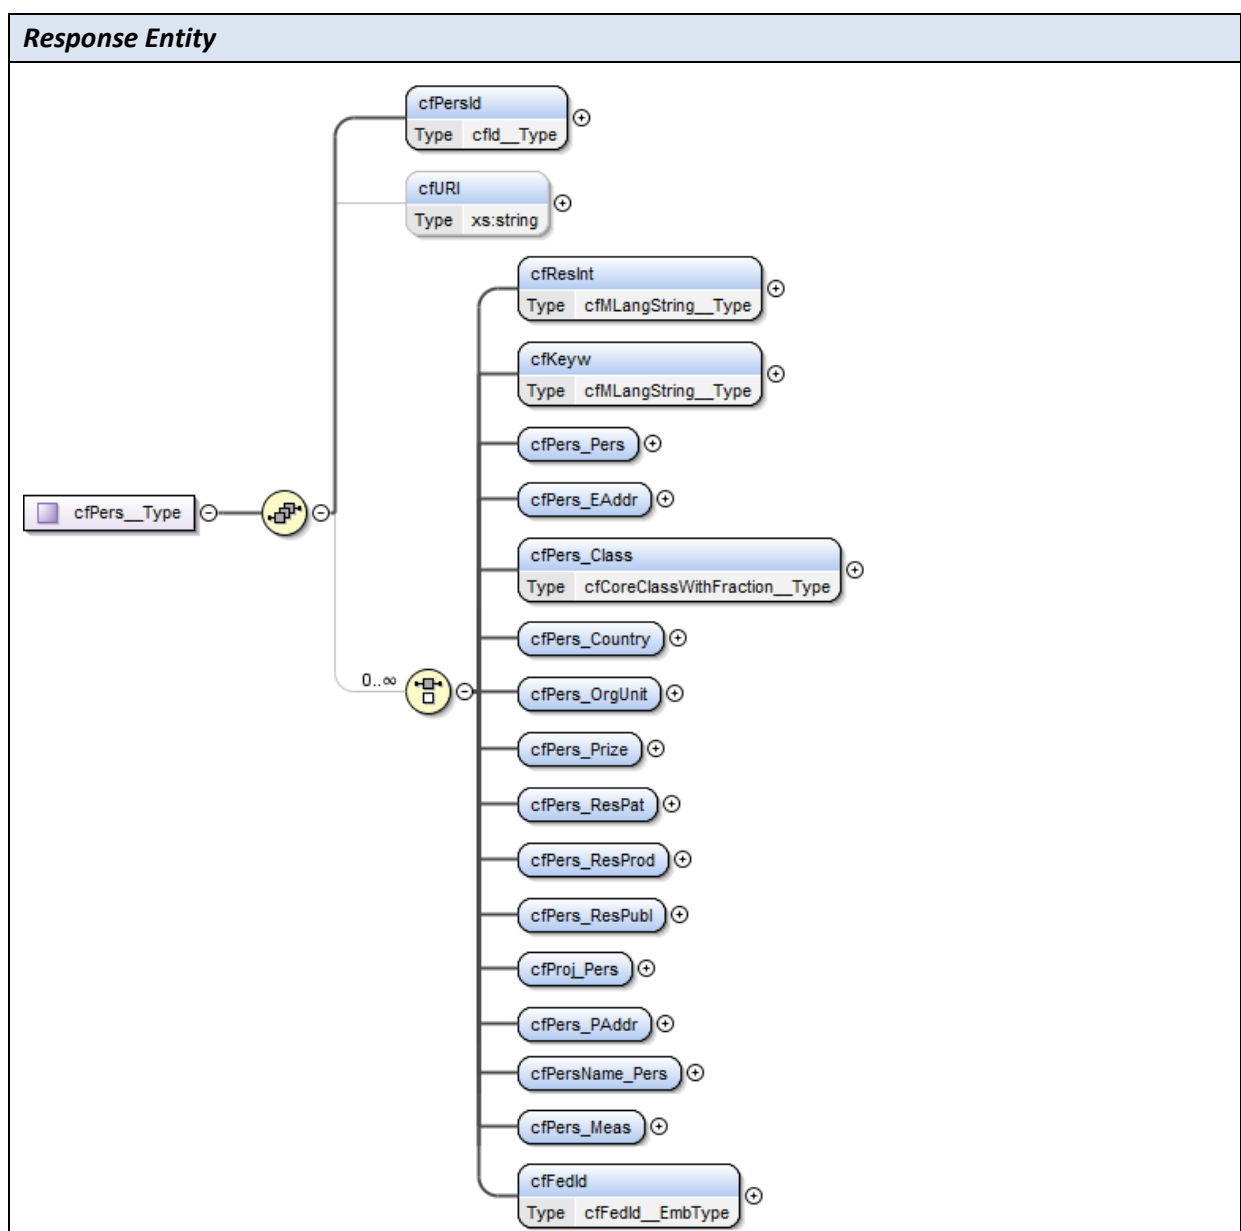 Response Entity
cfPersId
Type cfId__Type
cfURI
Type xs:string
cfResInt
Type cfMLangString__Type
cfKeyw
Type cfMLangString__Type
cfPers_Pers
cfPers_EAddr
cfPers__Type
cfPers_Class
Type cfCoreClassWithFraction__Type
cfPers_Country
0..∞
cfPers_OrgUnit
cfPers_Prize
cfPers_ResPat
cfPers_ResProd
cfPers_ResPubl
cfProj_Pers
cfPers_PAddr
cfPersName_Pers
cfPers_Meas
cfFedId
Type cfFedId__EmbType